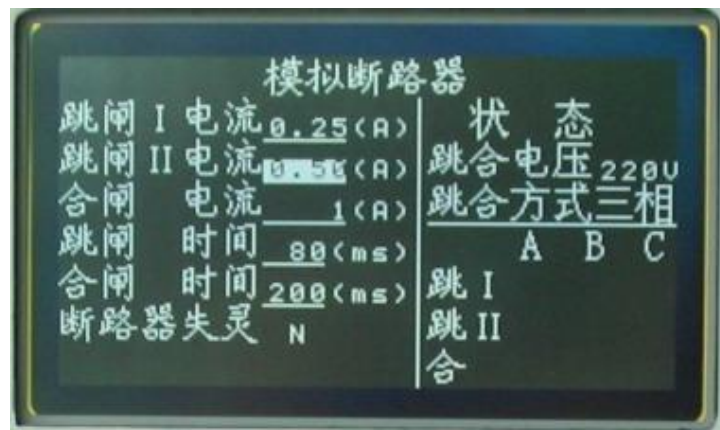 模拟断路器
跳闸 I 电流 0.25(A)
跳闸 II 电流 0.50(A)
合闸 电流 1(A)
跳闸 时间 80(ms)
合闸 时间 200(ms)
断路器失灵 N
状 态
跳合电压 220V
跳合方式三相
A B C
跳 I
跳 II
合